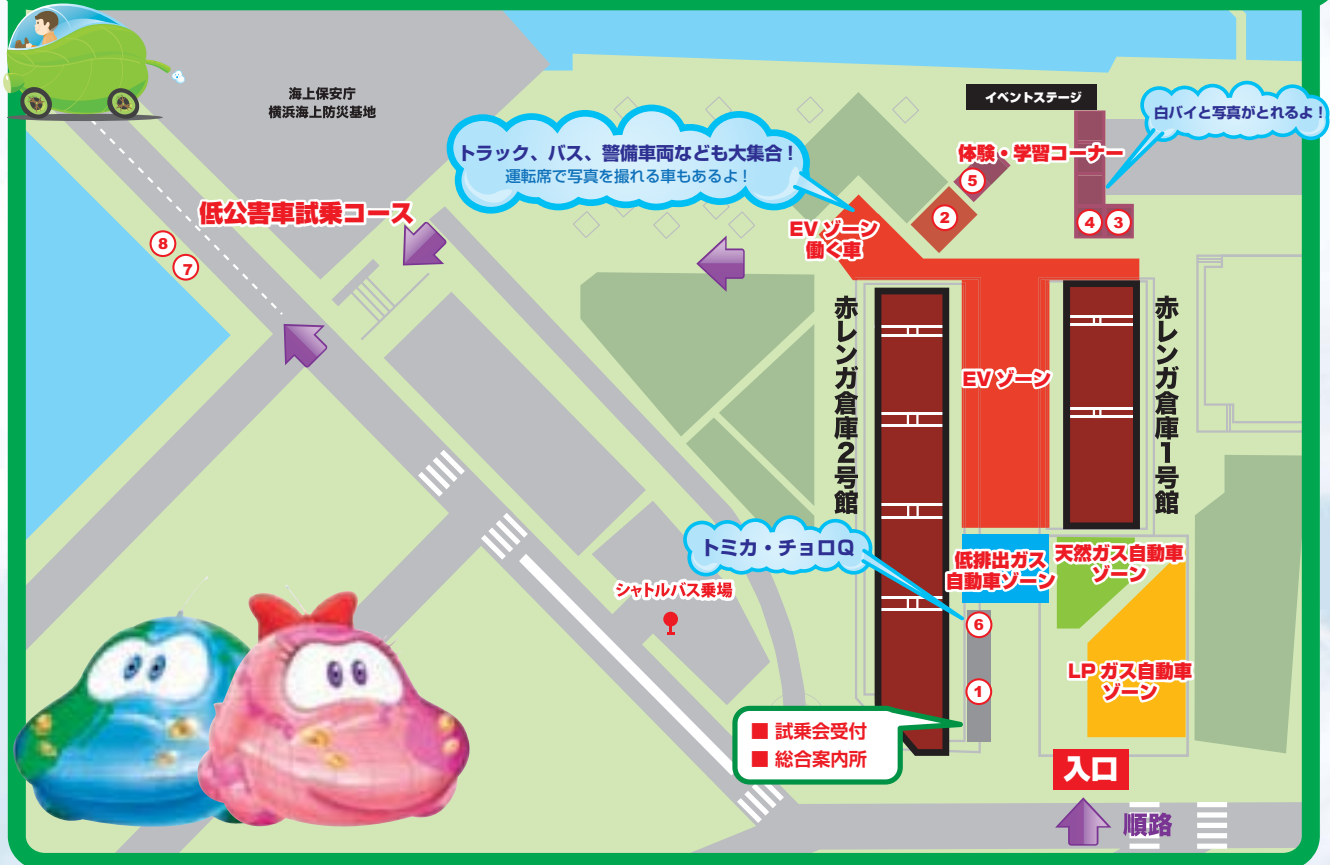 海上保安庁
横浜海上防災基地
イベントステージ
白バイと写真がとれるよ！
トラック、バス、警備車両なども大集合！
運転席で写真を撮れる車もあるよ！
体験・学習コーナー
⑤
②
④
③
低公害車試乗コース
⑧
⑦
EVゾーン
働く車
赤レンガ倉庫2号館
EVゾーン
赤レンガ倉庫1号館
トミカ・チョロQ
低排出ガス
自動車ゾーン
天然ガス自動車
ゾーン
シャトルバス乗場
⑥
①
LPガス自動車
ゾーン
■ 試乗会受付
■ 総合案内所
入口
順路